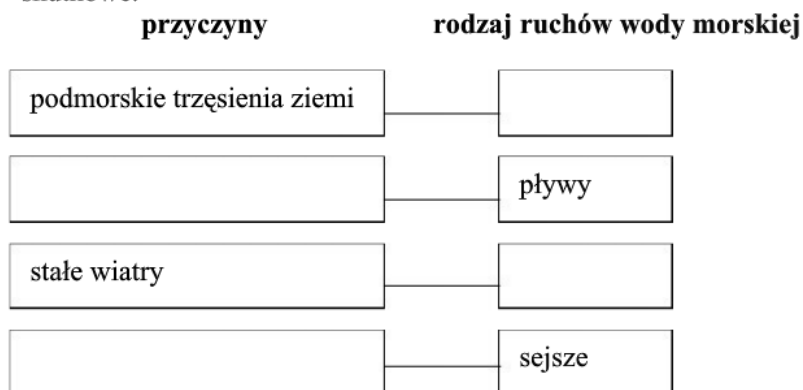 przyczyny rodzaj ruchów wody morskiej
podmorskie trzęsienia ziemi
pływy
stałe wiatry
sejsze